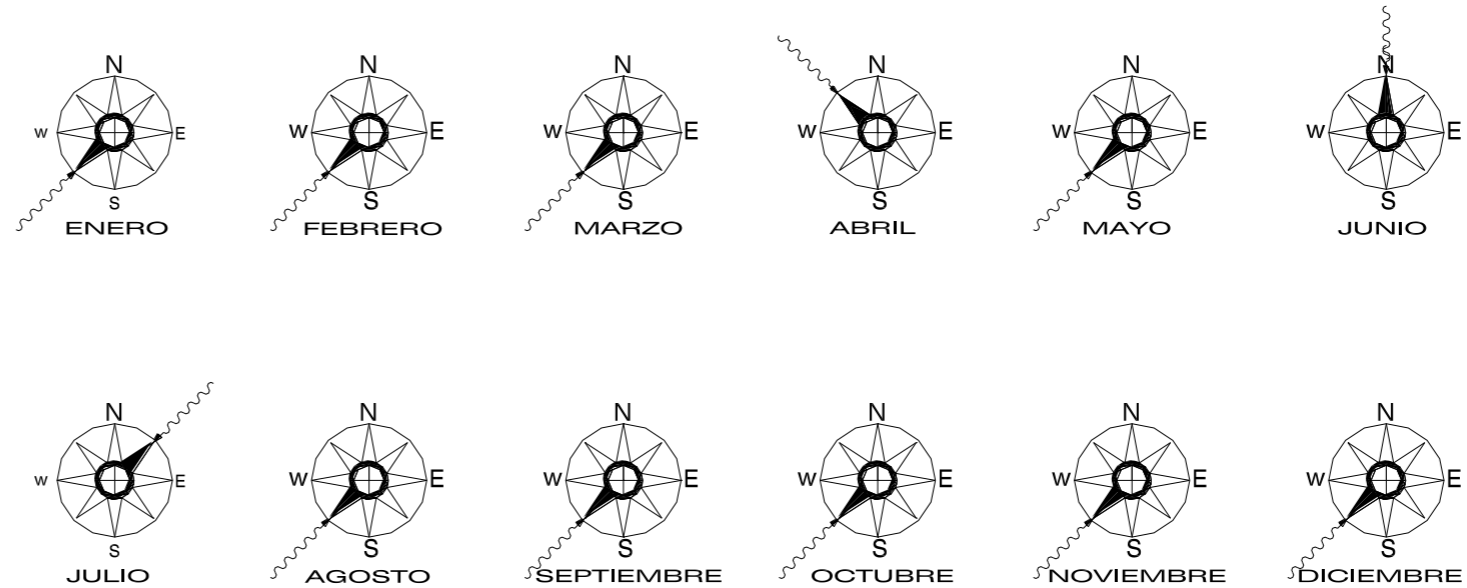 N N N N N N
w E W E W E W E W E W E
s S S S S S
ENERO FEBRERO MARZO ABRIL MAYO JUNIO
N N N N N N
w E W E W E W E W E W E
s S S S S S
JULIO AGOSTO SEPTIEMBRE OCTUBRE NOVIEMBRE DICIEMBRE